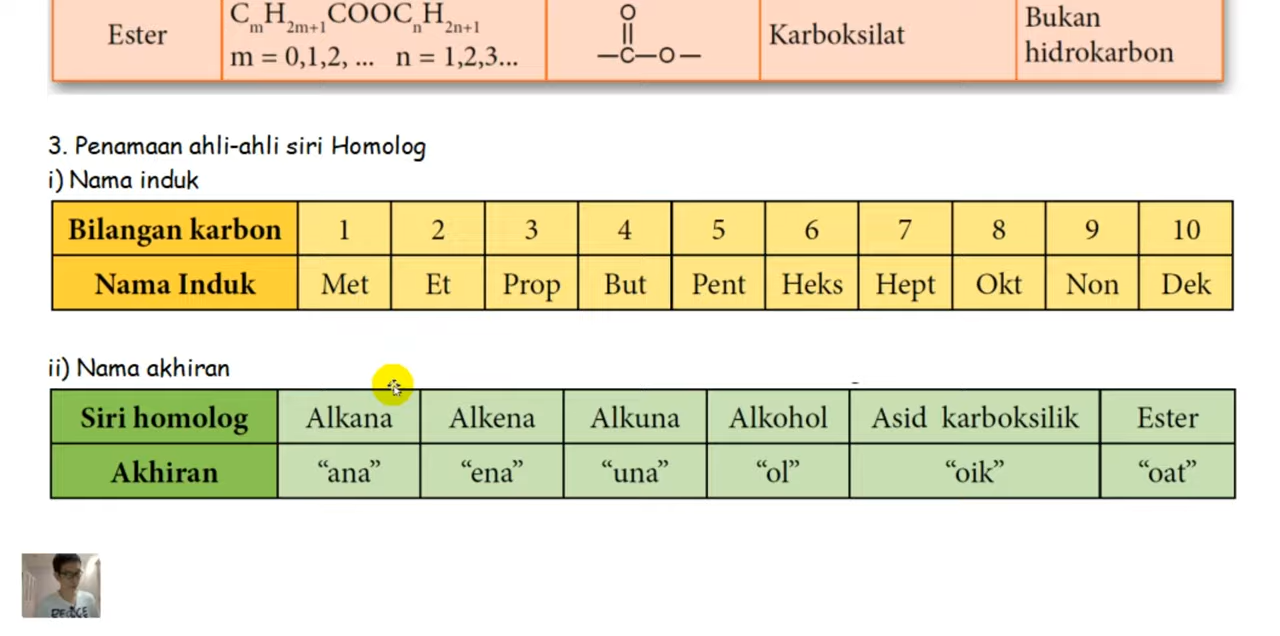 Ester
CmH2m+1COOCnH2n+1
m = 0,1,2, ... n = 1,2,3...
O
—C—O—
Karboksilat
Bukan
hidrokarbon
3. Penamaan ahli-ahli siri Homolog
i) Nama induk
Bilangan karbon 1 2 3 4 5 6 7 8 9 10
Nama Induk Met Et Prop But Pent Heks Hept Okt Non Dek
ii) Nama akhiran
Siri homolog Alkana Alkena Alkuna Alkohol Asid karboksilik Ester
Akhiran “ana” “ena” “una” “ol” “oik” “oat”